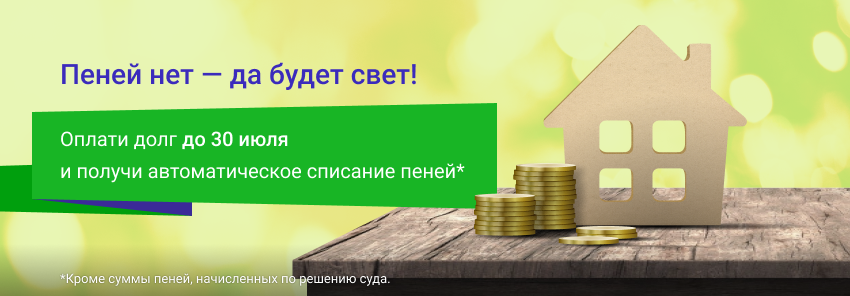 Пеней нет — да будет свет!
Оплати долг до 30 июля
и получи автоматическое списание пеней*
*Кроме суммы пеней, начисленных по решению суда.